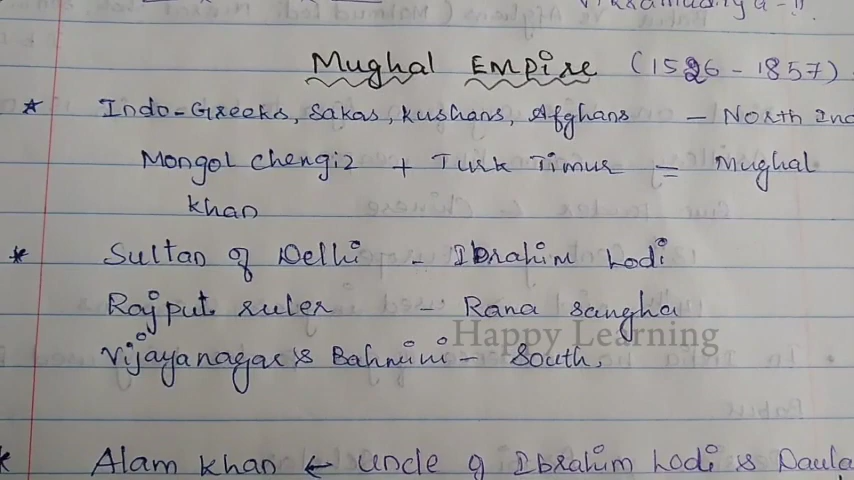 Mughal Empire (1526 - 1857)
* Indo-Greeks, Sakas, Kushans, Afghans - North Ind
Mongol Chengiz + Turk Timur = Mughal
Khan
* Sultan of Delhi - Ibrahim Lodi
Rajput ruler - Rana Sangha
Happy Learning
Vijayanagar & Bahmini - South.
* Alam Khan ← uncle of Ibrahim Lodi & Daula